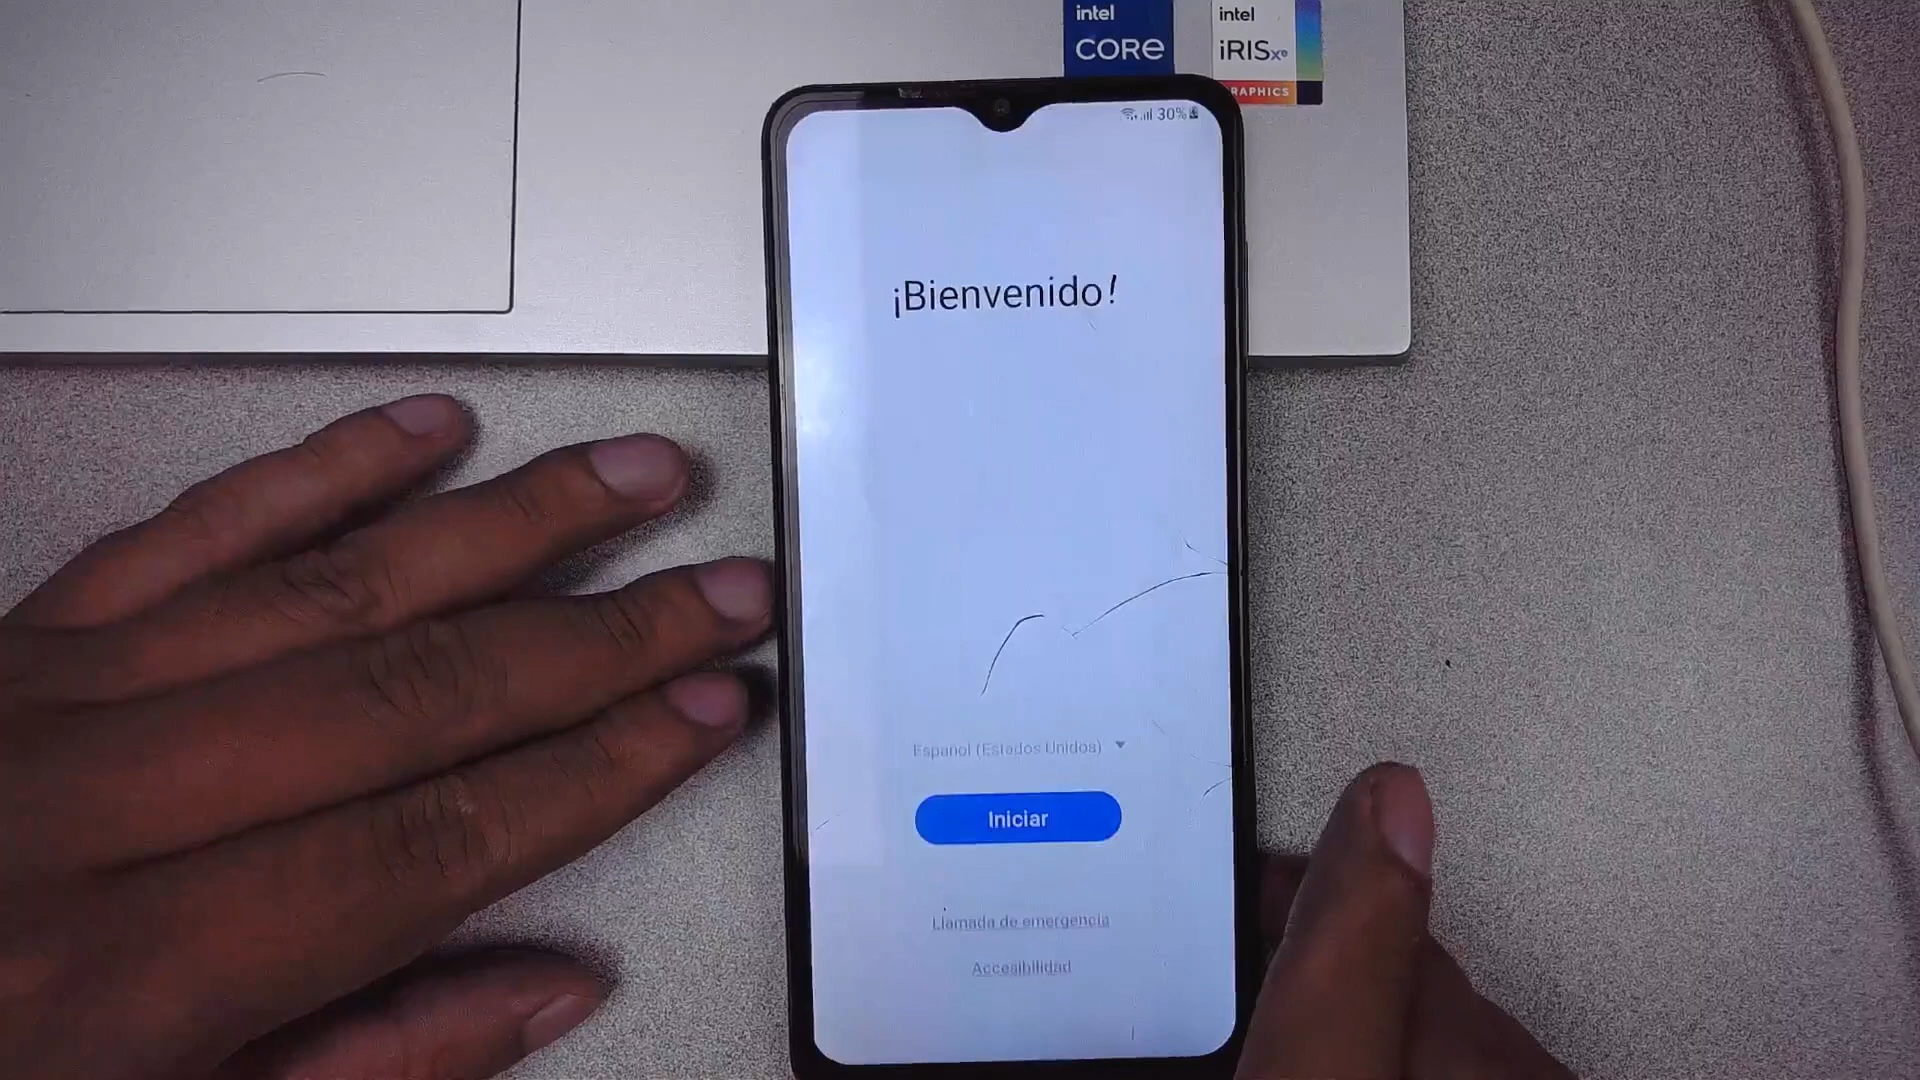 intel
CORE
intel
iRISxe
RAPHICS
30%
¡Bienvenido!
Español (Estados Unidos)
Iniciar
Llamada de emergencia
Accesibilidad